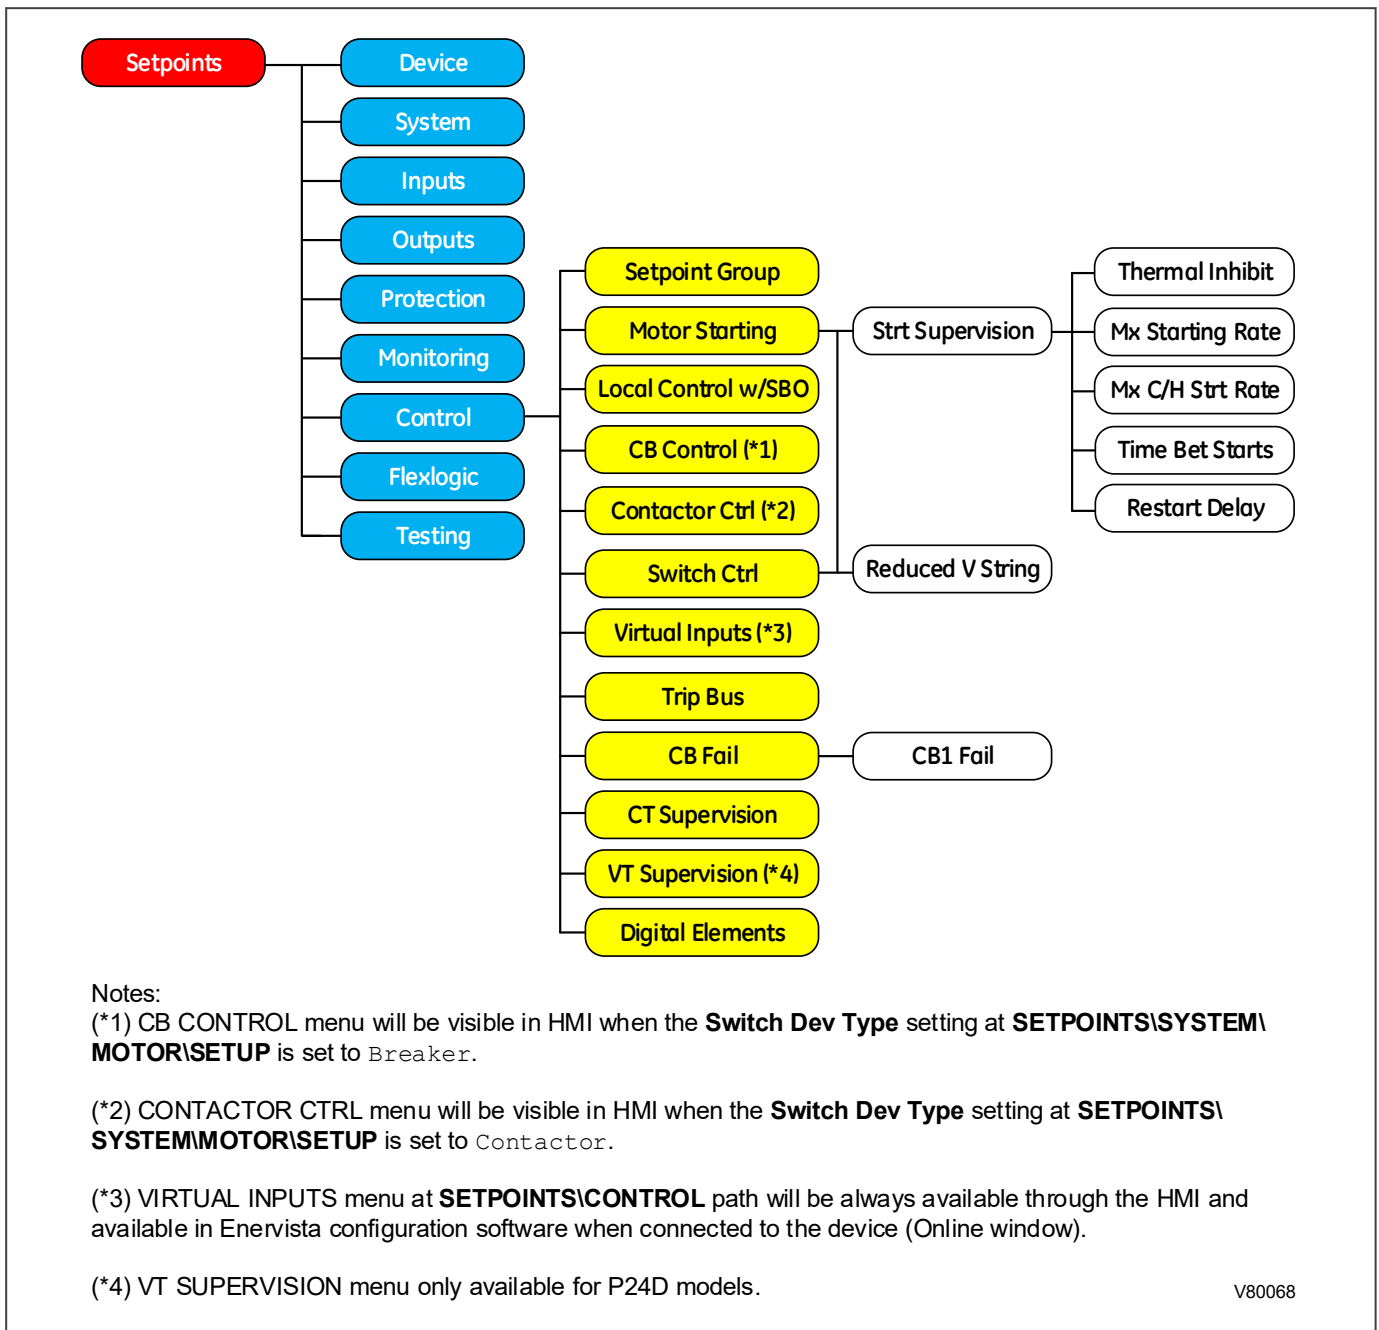 Setpoints
Device
System
Inputs
Outputs
Protection
Monitoring
Control
Flexlogic
Testing
Setpoint Group
Motor Starting
Local Control w/SBO
CB Control (*1)
Contactor Ctrl (*2)
Switch Ctrl
Virtual Inputs (*3)
Trip Bus
CB Fail
CT Supervision
VT Supervision (*4)
Digital Elements
Strt Supervision
Reduced V String
CB1 Fail
Thermal Inhibit
Mx Starting Rate
Mx C/H Strt Rate
Time Bet Starts
Restart Delay
Notes:
(*1) CB CONTROL menu will be visible in HMI when the Switch Dev Type setting at SETPOINTS\SYSTEM\
MOTOR\SETUP is set to Breaker.
(*2) CONTACTOR CTRL menu will be visible in HMI when the Switch Dev Type setting at SETPOINTS\
SYSTEM\MOTOR\SETUP is set to Contactor.
(*3) VIRTUAL INPUTS menu at SETPOINTS\CONTROL path will be always available through the HMI and
available in Enervista configuration software when connected to the device (Online window).
(*4) VT SUPERVISION menu only available for P24D models.
V80068